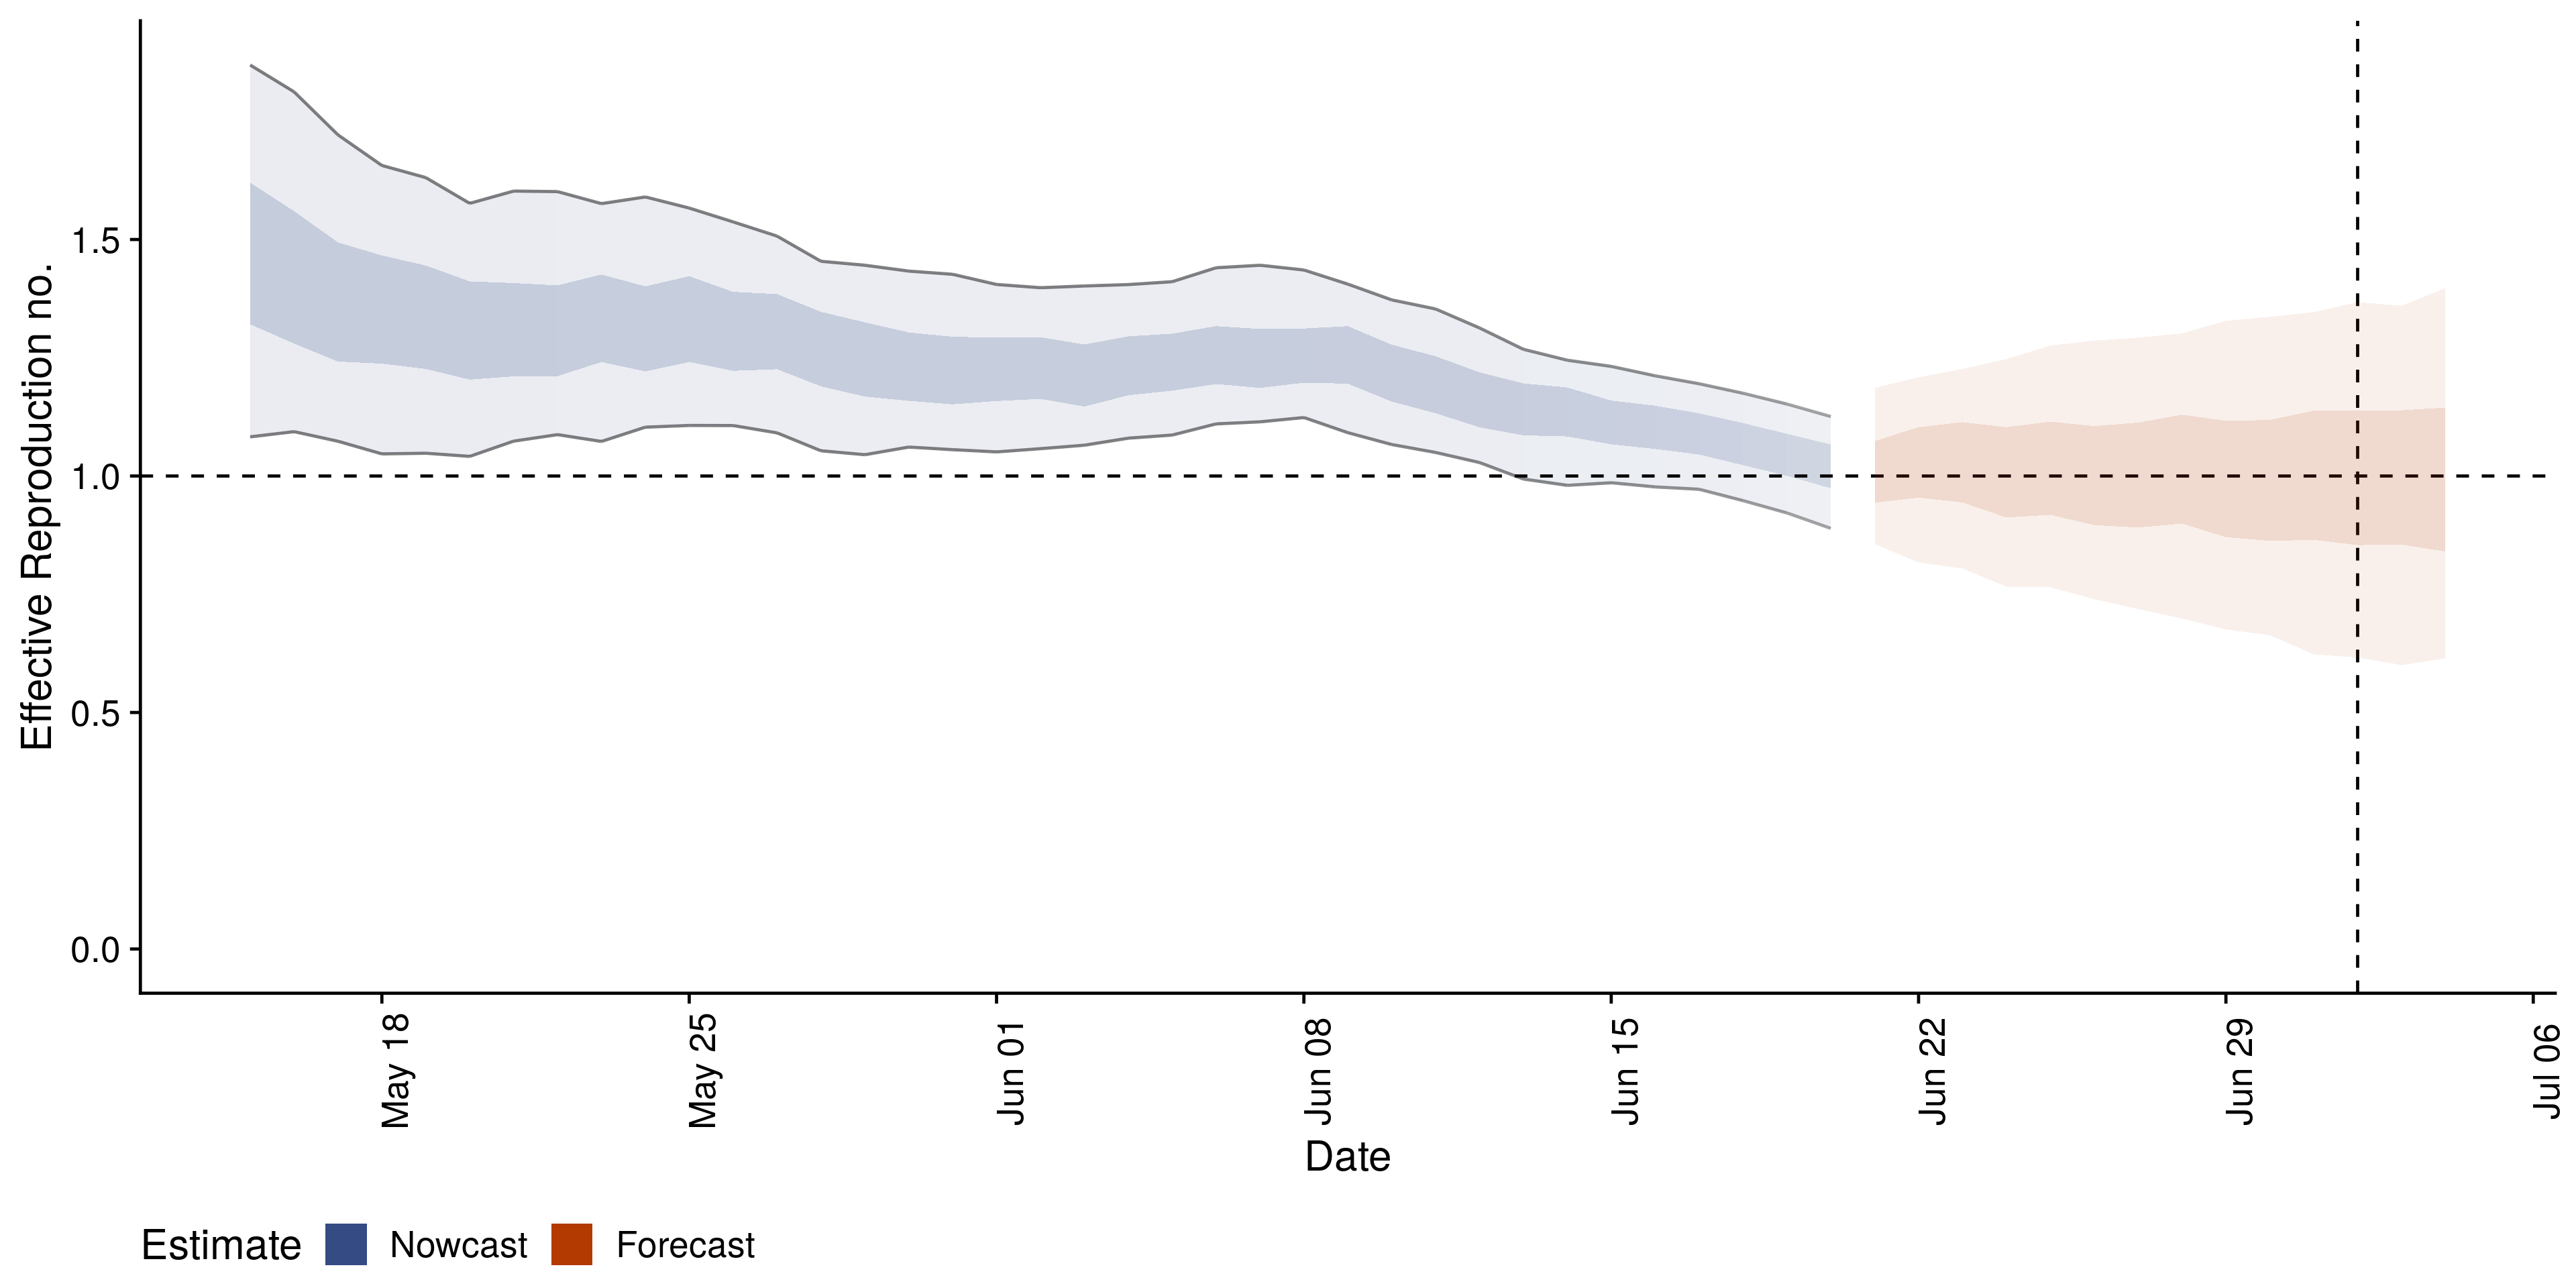 Effective Reproduction no.
1.5
1.0
0.5
0.0
May 18
May 25
Jun 01
Jun 08
Jun 15
Jun 22
Jun 29
Jul 06
Date
Estimate Nowcast Forecast